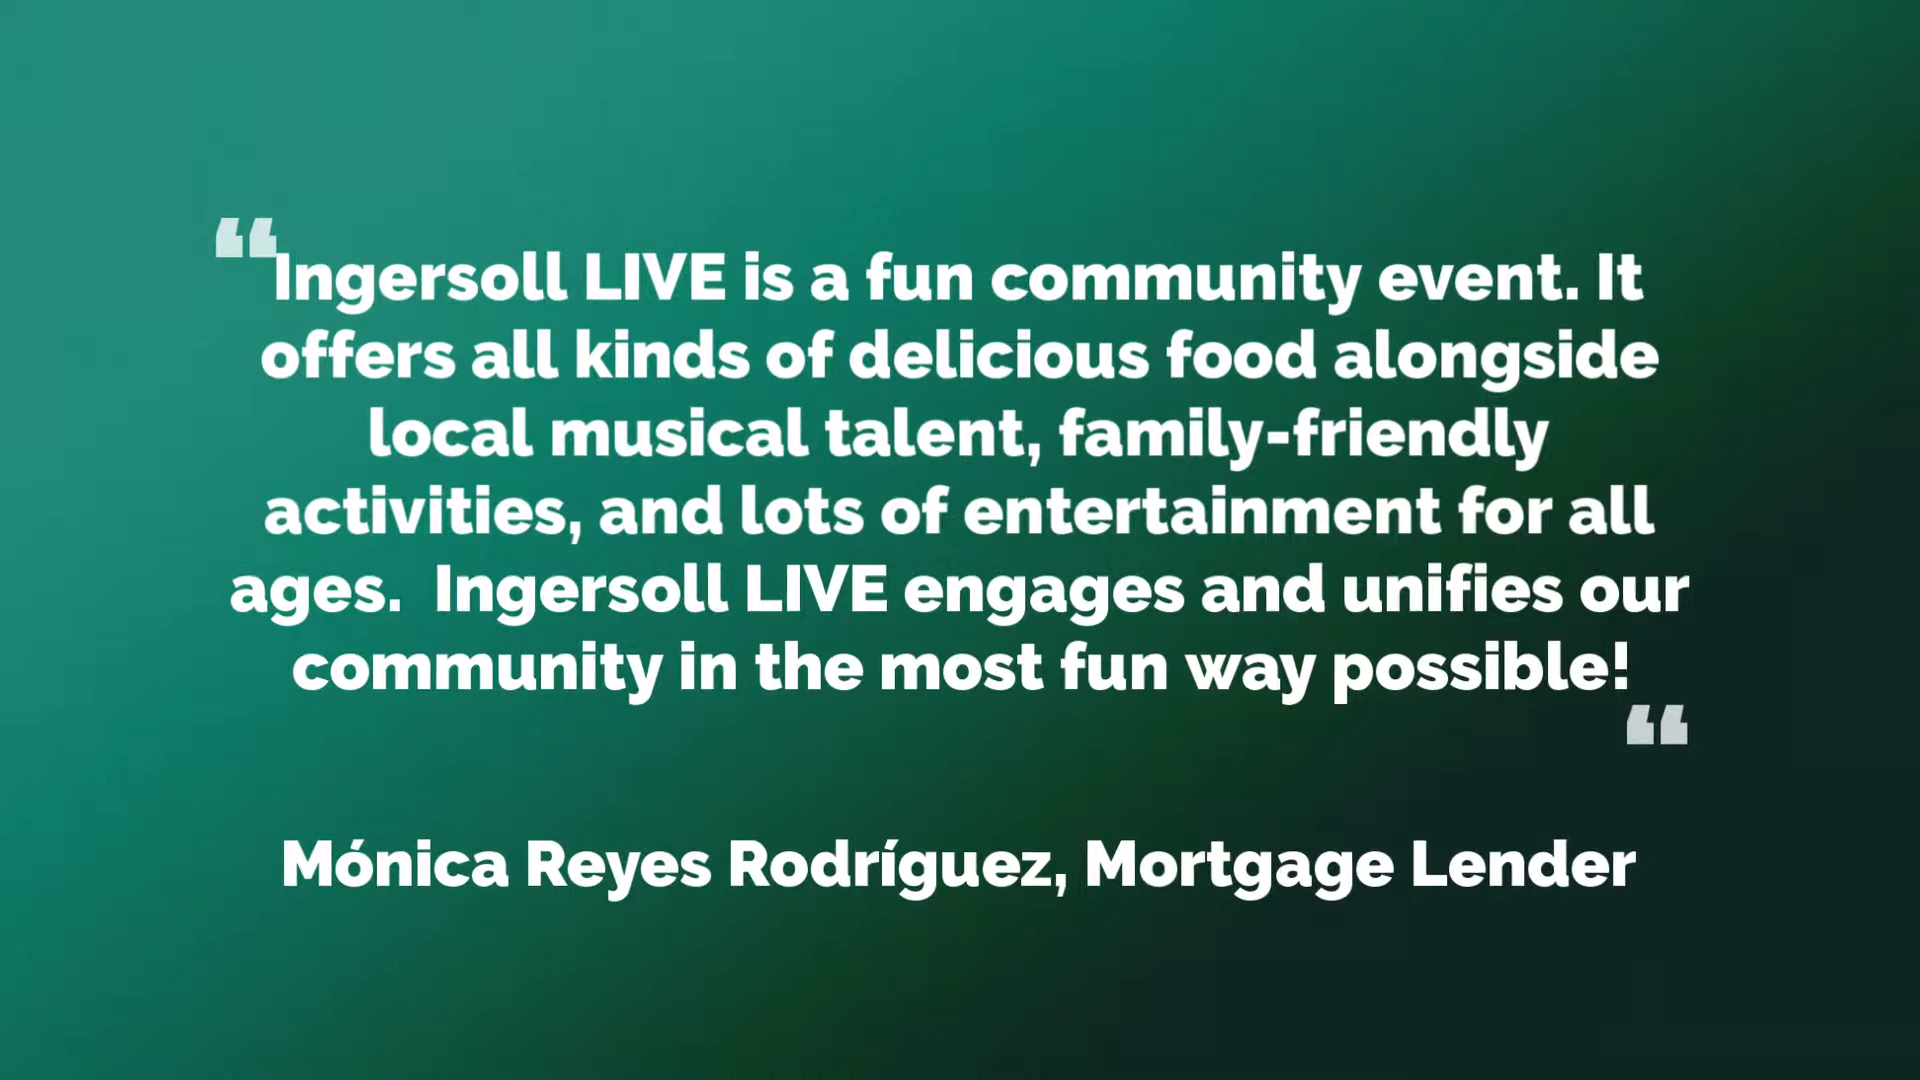 “Ingersoll LIVE is a fun community event. It
offers all kinds of delicious food alongside
local musical talent, family-friendly
activities, and lots of entertainment for all
ages.  Ingersoll LIVE engages and unifies our
community in the most fun way possible!
“
Mónica Reyes Rodríguez, Mortgage Lender